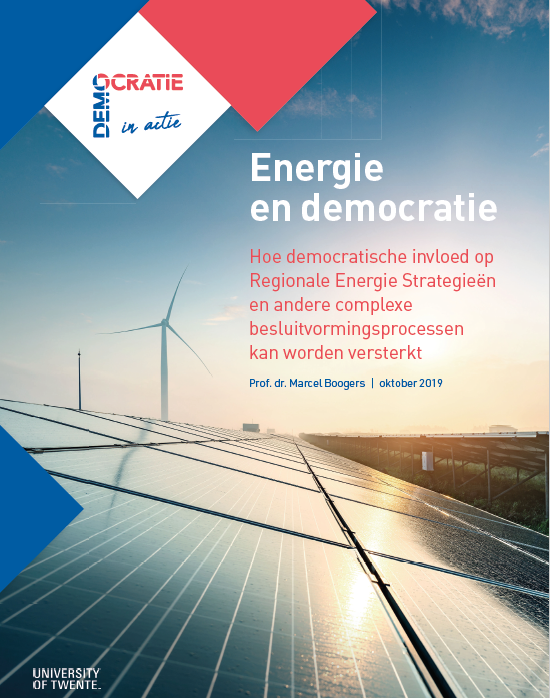 DEMOCRATIE
in actie
Energie
en democratie
Hoe democratische invloed op
Regionale Energie Strategieën
en andere complexe
besluitvormingsprocessen
kan worden versterkt
Prof. dr. Marcel Boogers | oktober 2019
UNIVERSITY
OF TWENTE.